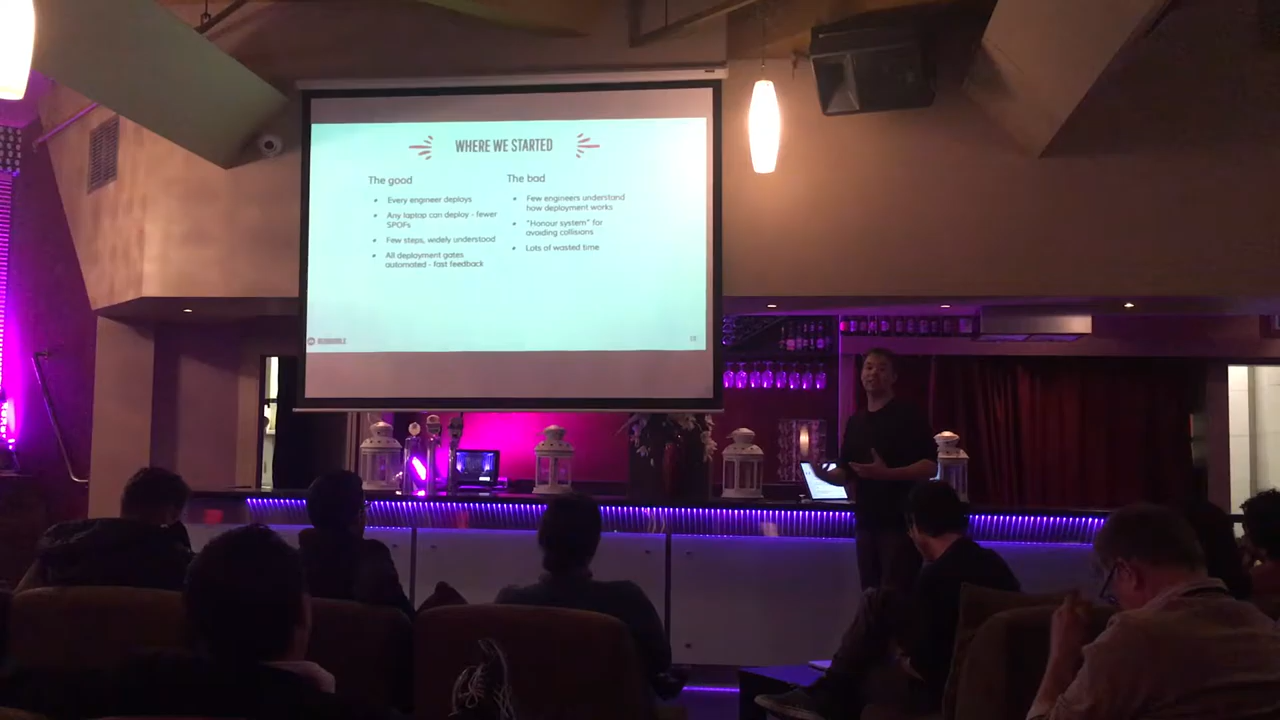 WHERE WE STARTED
The good
Every engineer deploys
Any laptop can deploy - fewer
SPOFs
Few steps, widely understood
All deployment gates
automated - fast feedback
The bad
Few engineers understand
how deployment works
"Honour system" for
avoiding collisions
Lots of wasted time